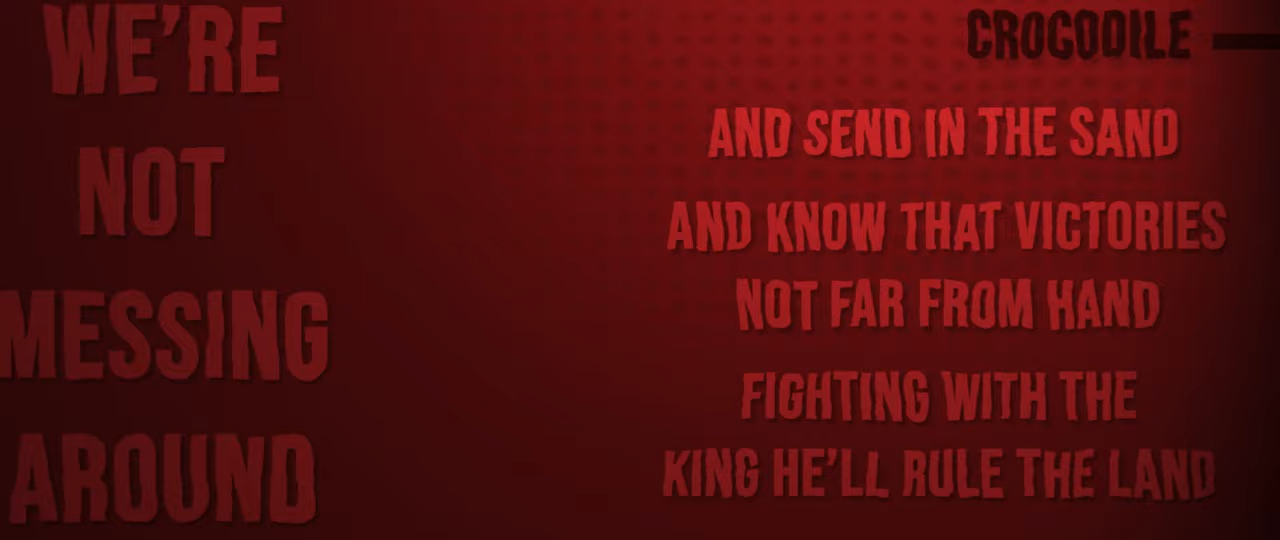 WE'RE
NOT
MESSING
AROUND
CROCODILE
AND SEND IN THE SAND
AND KNOW THAT VICTORIES
NOT FAR FROM HAND
FIGHTING WITH THE
KING HE'LL RULE THE LAND